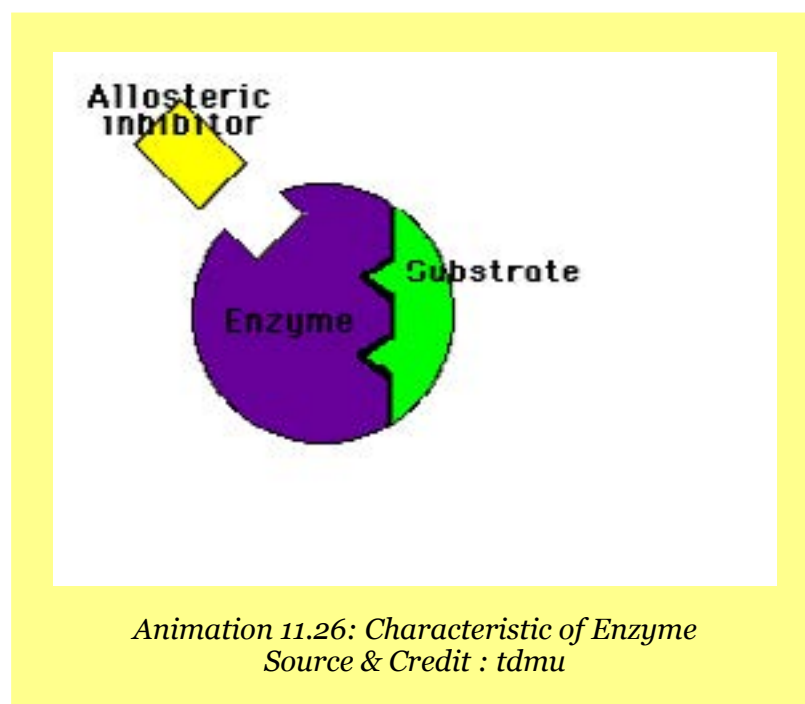 Allosteric
inhibitor
Substrate
Enzyme
Animation 11.26: Characteristic of Enzyme
Source & Credit : tdmu